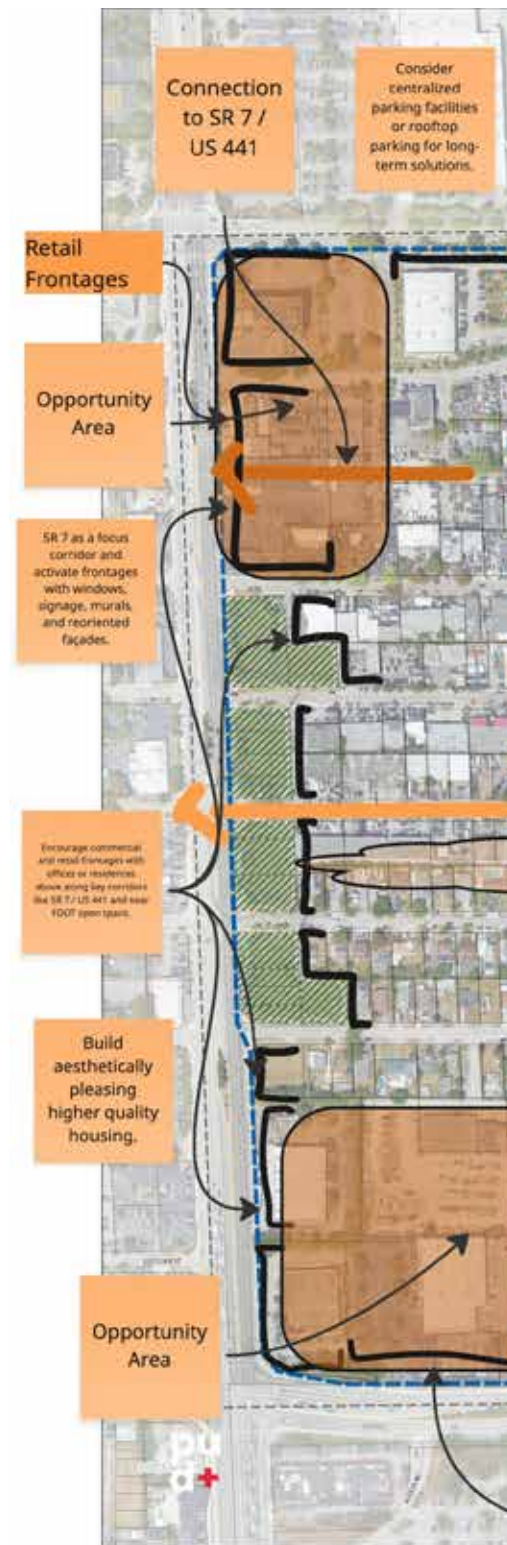 Connection
to SR 7 /
US 441
Consider
centralized
parking facilities
or rooftop
parking for long-
term solutions.
Retail
Frontages
Opportunity
Area
SR 7 as a focus
corridor and
activate frontages
with windows,
signage, murals,
and reoriented
façades.
Encourage commercial
and retail frontages with
offices or residences
above along key corridors
like SR 7 / US 441 and near
FDOT open space.
Build
aesthetically
pleasing
higher quality
housing.
Opportunity
Area
pu
d+